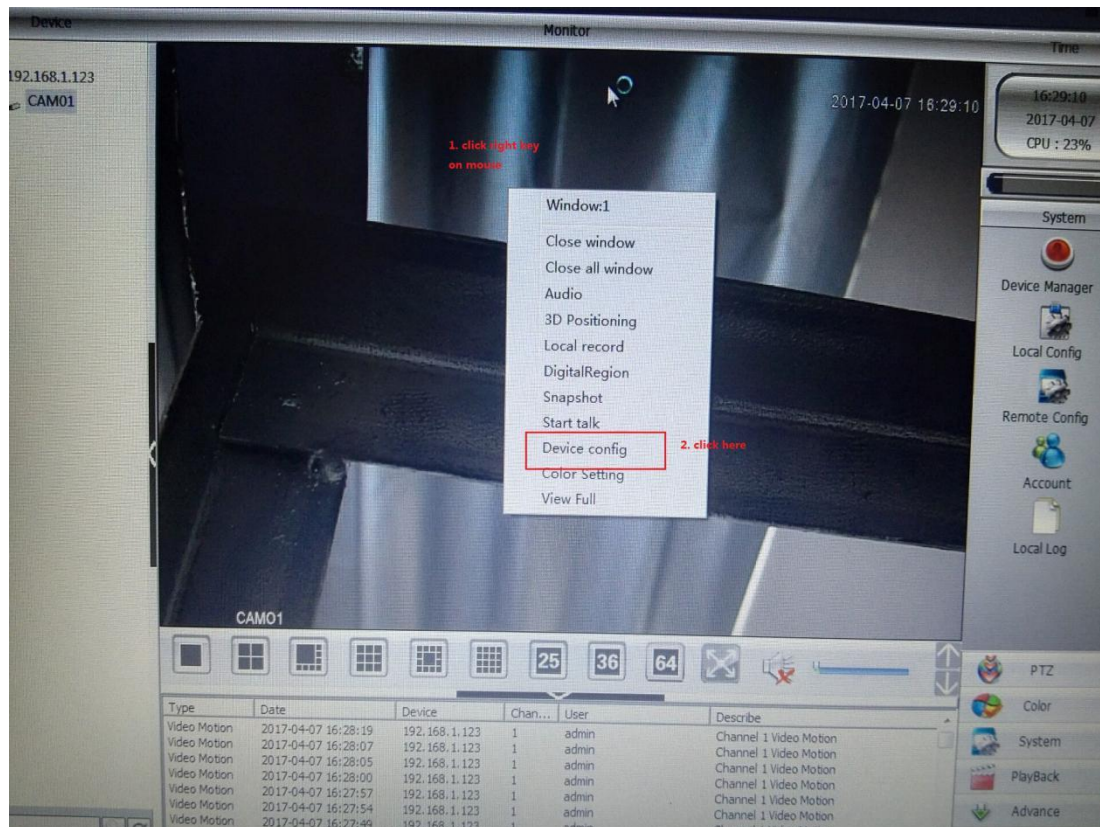 Device
Monitor
Time
192.168.1.123
CAM01
2017-04-07 16:29:10
16:29:10
2017-04-07
CPU : 23%
1. click right key
on mouse
Window:1
Close window
Close all window
Audio
3D Positioning
Local record
DigitalRegion
Snapshot
Start talk
Device config
2. click here
Color Setting
View Full
System
Device Manager
Local Config
Remote Config
Account
Local Log
CAM01
25 36 64
PTZ
Color
System
PlayBack
Advance
Type Date Device Chan... User Describe
Video Motion 2017-04-07 16:28:19 192.168.1.123 1 admin Channel 1 Video Motion
Video Motion 2017-04-07 16:28:07 192.168.1.123 1 admin Channel 1 Video Motion
Video Motion 2017-04-07 16:28:05 192.168.1.123 1 admin Channel 1 Video Motion
Video Motion 2017-04-07 16:28:00 192.168.1.123 1 admin Channel 1 Video Motion
Video Motion 2017-04-07 16:27:57 192.168.1.123 1 admin Channel 1 Video Motion
Video Motion 2017-04-07 16:27:54 192.168.1.123 1 admin Channel 1 Video Motion
Video Motion 2017-04-07 16:27:49 192.168.1.123 1 admin